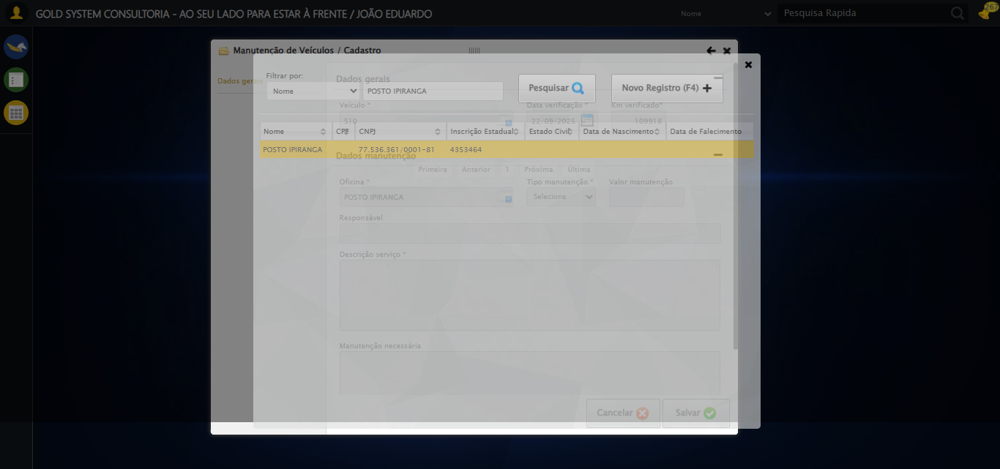 GOLD SYSTEM CONSULTORIA - AO SEU LADO PARA ESTAR À FRENTE / JOÃO EDUARDO
Nome
Pesquisa Rapida
267
Manutenção de Veículos / Cadastro
Dados gerais
Filtrar por:
Dados gerais
Nome
POSTO IPIRANGA
Pesquisar
Novo Registro (F4)
Veículo *
Data verificação *
Km verificado*
S10
22/09/2025
109918
Nome
CPF
CNPJ
Inscrição Estadual
Estado Civil
Data de Nascimento
Data de Falecimento
POSTO IPIRANGA
77.536.361/0001-81
4353464
Dados manutenção
Primeira
Anterior
1
Próxima
Última
Oficina *
Tipo manutenção *
Valor manutenção
POSTO IPIRANGA
Selecione
Responsável
Descrição serviço *
Manutenção necessária
Cancelar
Salvar